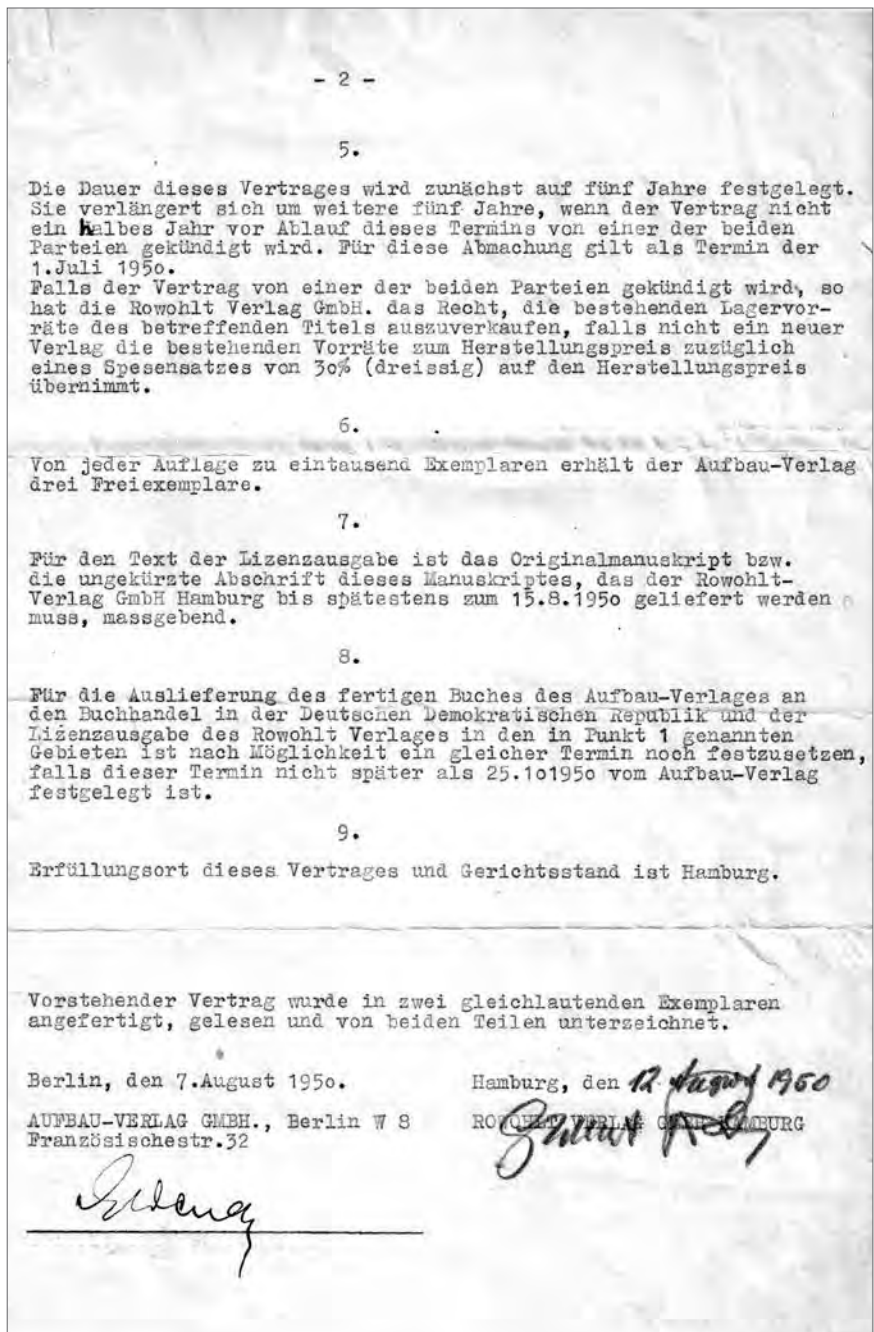 - 2 -
5.
Die Dauer dieses Vertrages wird zunächst auf fünf Jahre festgelegt.
Sie verlängert sich um weitere fünf Jahre, wenn der Vertrag nicht
ein halbes Jahr vor Ablauf dieses Termins von einer der beiden
Parteien gekündigt wird. Für diese Abmachung gilt als Termin der
1.Juli 195o.
Falls der Vertrag von einer der beiden Parteien gekündigt wird, so
hat die Rowohlt Verlag GmbH. das Recht, die bestehenden Lagervor-
räte des betreffenden Titels auszuverkaufen, falls nicht ein neuer
Verlag die bestehenden Vorräte zum Herstellungspreis zuzüglich
eines Spesensatzes von 3o% (dreissig) auf den Herstellungspreis
übernimmt.
6.
Von jeder Auflage zu eintausend Exemplaren erhält der Aufbau-Verlag
drei Freiexemplare.
7.
Für den Text der Lizenzausgabe ist das Originalmanuskript bzw.
die ungekürzte Abschrift dieses Manuskriptes, das der Rowohlt-
Verlag GmbH Hamburg bis spätestens zum 15.8.195o geliefert werden
muss, massgebend.
8.
Für die Auslieferung des fertigen Buches des Aufbau-Verlages an
den Buchhandel in der Deutschen Demokratischen Republik und der
Lizenzausgabe des Rowohlt Verlages in den in Punkt 1 genannten
Gebieten ist nach Möglichkeit ein gleicher Termin noch festzusetzen,
falls dieser Termin nicht später als 25.1o195o vom Aufbau-Verlag
festgelegt ist.
9.
Erfüllungsort dieses Vertrages und Gerichtsstand ist Hamburg.
Vorstehender Vertrag wurde in zwei gleichlautenden Exemplaren
angefertigt, gelesen und von beiden Teilen unterzeichnet.
Berlin, den 7.August 195o.
Hamburg, den 12. August 1950
AUFBAU-VERLAG GMBH., Berlin W 8
Französischestr.32
ROWOHLT VERLAG GMBH HAMBURG